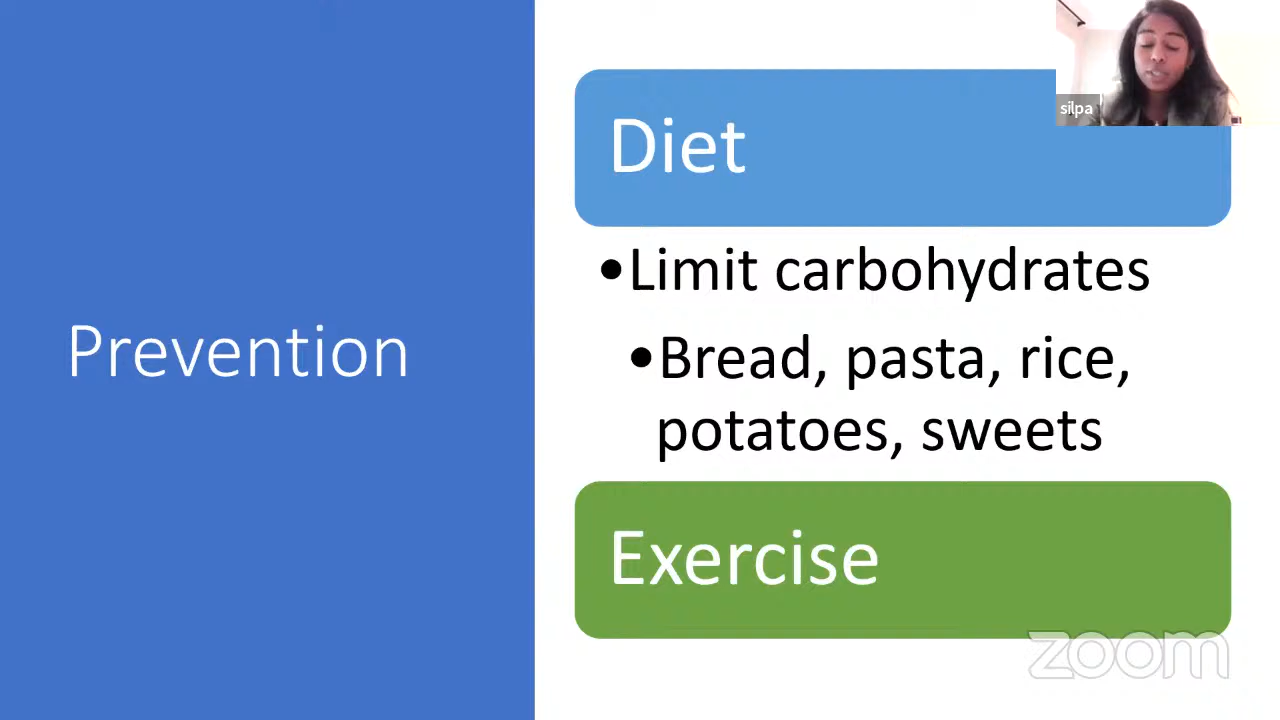 silpa
Diet
•Limit carbohydrates
Prevention
•Bread, pasta, rice,
potatoes, sweets
Exercise
zoom